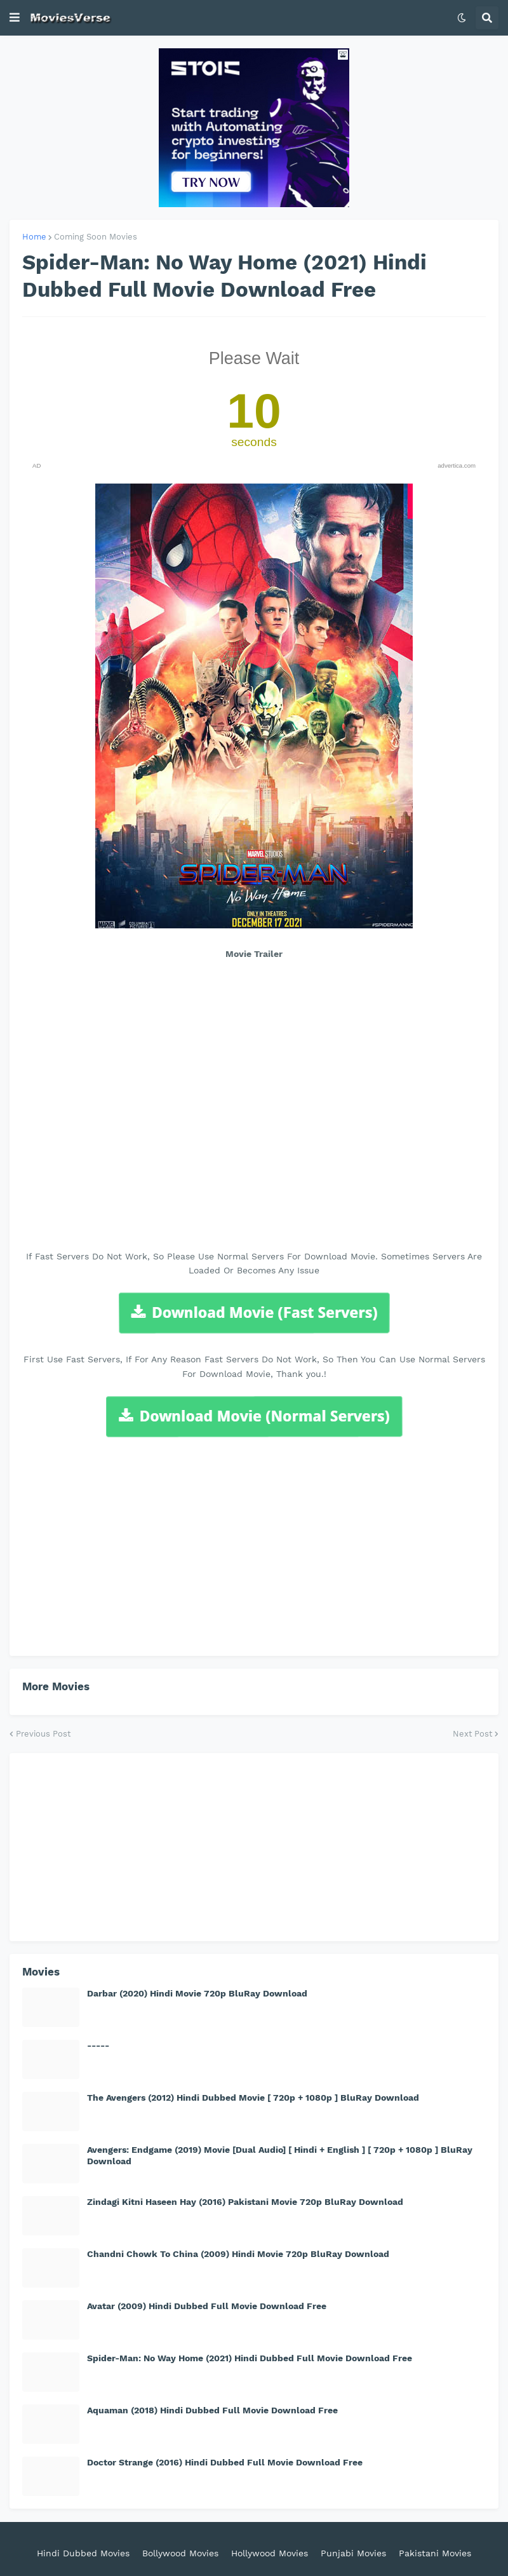 MoviesVerse
STOIC
Start trading
with Automated
crypto investing
for beginners!
TRY NOW
Home › Coming Soon Movies
Spider-Man: No Way Home (2021) Hindi
Dubbed Full Movie Download Free
Please Wait
10
seconds
AD
advertica.com
MARVEL STUDIOS
SPIDER-MAN
NO WAY HOME
ONLY IN THEATRES
DECEMBER 17 2021
Movie Trailer
If Fast Servers Do Not Work, So Please Use Normal Servers For Download Movie. Sometimes Servers Are
Loaded Or Becomes Any Issue
Download Movie (Fast Servers)
First Use Fast Servers, If For Any Reason Fast Servers Do Not Work, So Then You Can Use Normal Servers
For Download Movie, Thank you.!
Download Movie (Normal Servers)
More Movies
Previous Post
Next Post
Movies
Darbar (2020) Hindi Movie 720p BluRay Download
-----
The Avengers (2012) Hindi Dubbed Movie [ 720p + 1080p ] BluRay Download
Avengers: Endgame (2019) Movie [Dual Audio] [ Hindi + English ] [ 720p + 1080p ] BluRay
Download
Zindagi Kitni Haseen Hay (2016) Pakistani Movie 720p BluRay Download
Chandni Chowk To China (2009) Hindi Movie 720p BluRay Download
Avatar (2009) Hindi Dubbed Full Movie Download Free
Spider-Man: No Way Home (2021) Hindi Dubbed Full Movie Download Free
Aquaman (2018) Hindi Dubbed Full Movie Download Free
Doctor Strange (2016) Hindi Dubbed Full Movie Download Free
Hindi Dubbed Movies Bollywood Movies Hollywood Movies Punjabi Movies Pakistani Movies